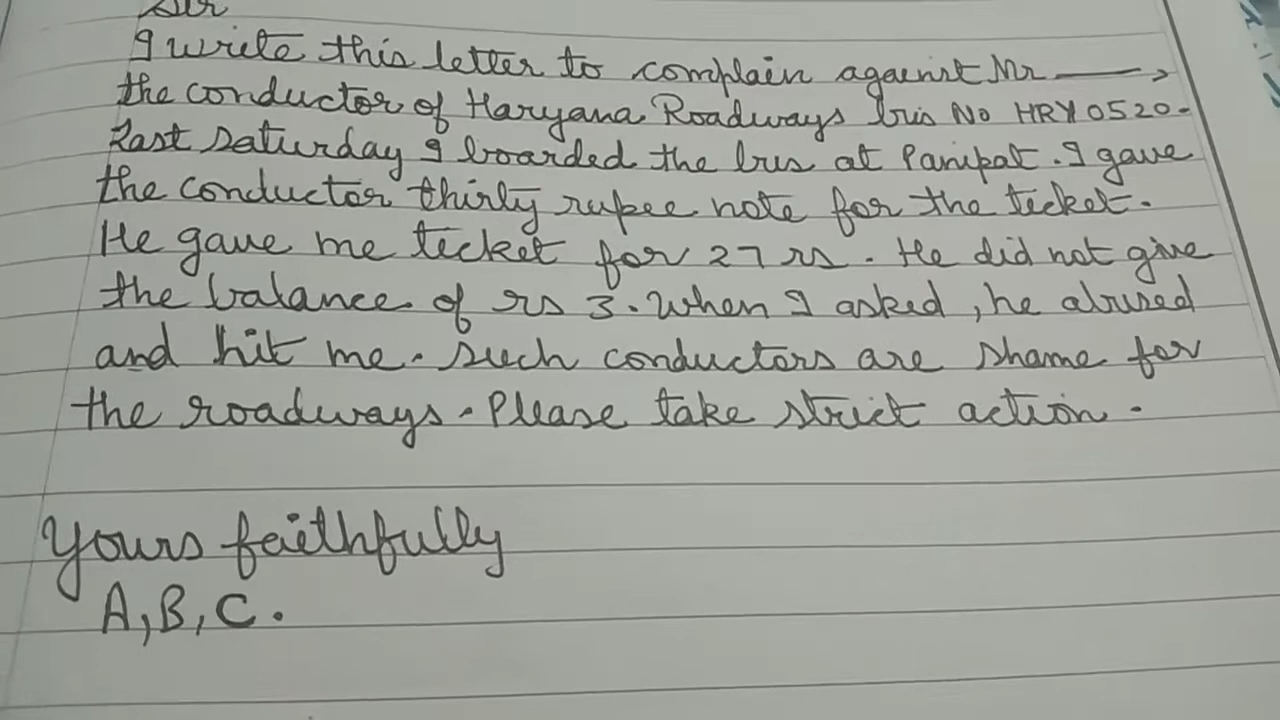 Sir
I write this letter to complain against Mr ——>
the conductor of Haryana Roadways bus No HRY 0520-
Last Saturday I boarded the bus at Panipat. I gave
the conductor thirty rupee note for the ticket.
He gave me ticket for 27 rs. He did not give
the balance of rs 3. When I asked, he abused
and hit me. Such conductors are shame for
the roadways. Please take strict action.
Yours faithfully
A, B, C.